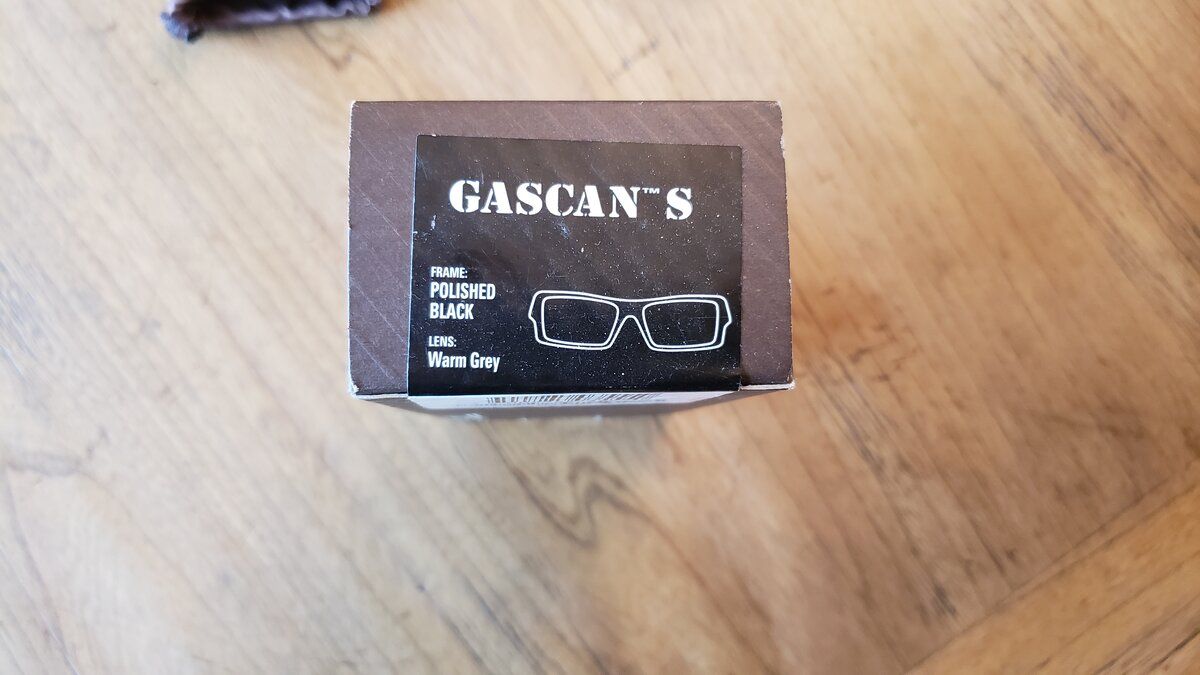 GASCAN™ S
FRAME:
POLISHED
BLACK
LENS:
Warm Grey